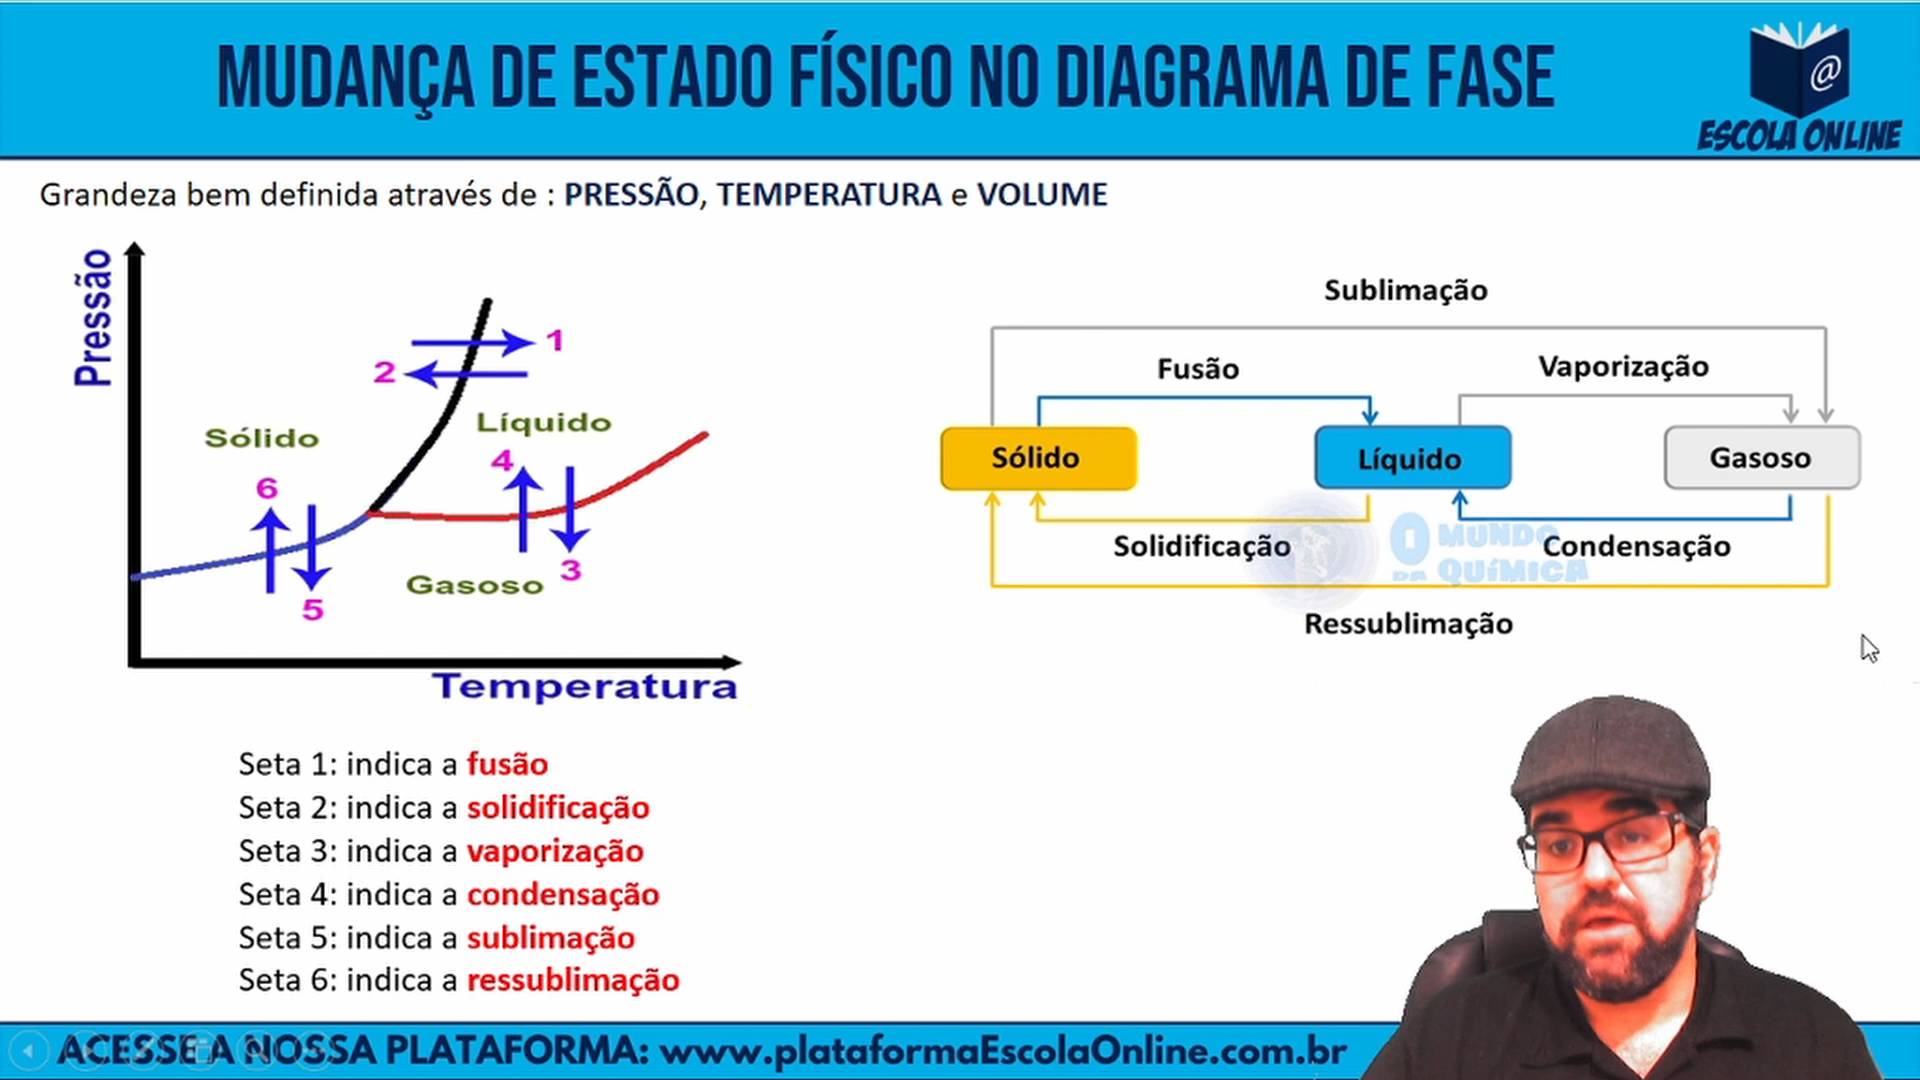 MUDANÇA DE ESTADO FÍSICO NO DIAGRAMA DE FASE
@
ESCOLA ONLINE
Grandeza bem definida através de : PRESSÃO, TEMPERATURA e VOLUME
Pressão
1
2
Sólido
Líquido
4
6
3
Gasoso
5
Temperatura
Sublimação
Fusão
Vaporização
Sólido
Líquido
Gasoso
Solidificação
Condensação
O MUNDO
DA QUÍMICA
Ressublimação
Seta 1: indica a fusão
Seta 2: indica a solidificação
Seta 3: indica a vaporização
Seta 4: indica a condensação
Seta 5: indica a sublimação
Seta 6: indica a ressublimação
ACESSE A NOSSA PLATAFORMA: www.plataformaEscolaOnline.com.br